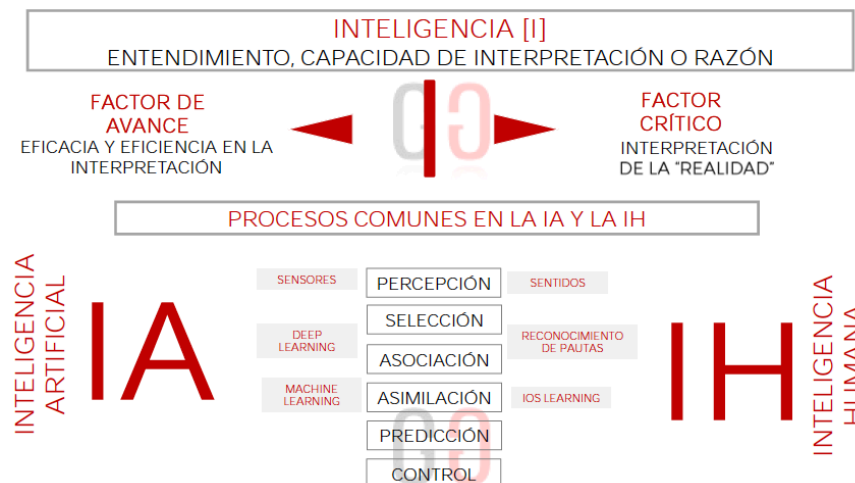 INTELIGENCIA [I]
ENTENDIMIENTO, CAPACIDAD DE INTERPRETACIÓN O RAZÓN
FACTOR DE
AVANCE
EFICACIA Y EFICIENCIA EN LA
INTERPRETACIÓN
FACTOR
CRÍTICO
INTERPRETACIÓN
DE LA "REALIDAD"
PROCESOS COMUNES EN LA IA Y LA IH
INTELIGENCIA
ARTIFICIAL
IA
SENSORES
DEEP
LEARNING
MACHINE
LEARNING
PERCEPCIÓN
SELECCIÓN
ASOCIACIÓN
ASIMILACIÓN
PREDICCIÓN
CONTROL
SENTIDOS
RECONOCIMIENTO
DE PAUTAS
IOS LEARNING
IH
INTELIGENCIA
HUMANA